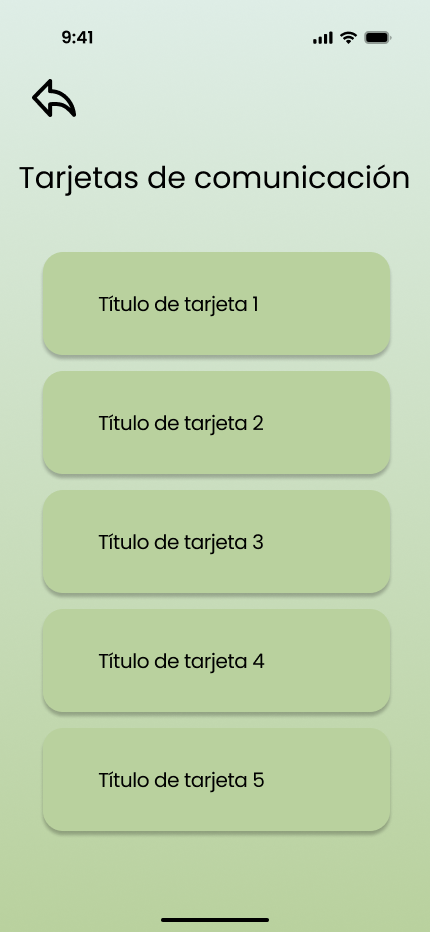 9:41
Tarjetas de comunicación
Título de tarjeta 1
Título de tarjeta 2
Título de tarjeta 3
Título de tarjeta 4
Título de tarjeta 5